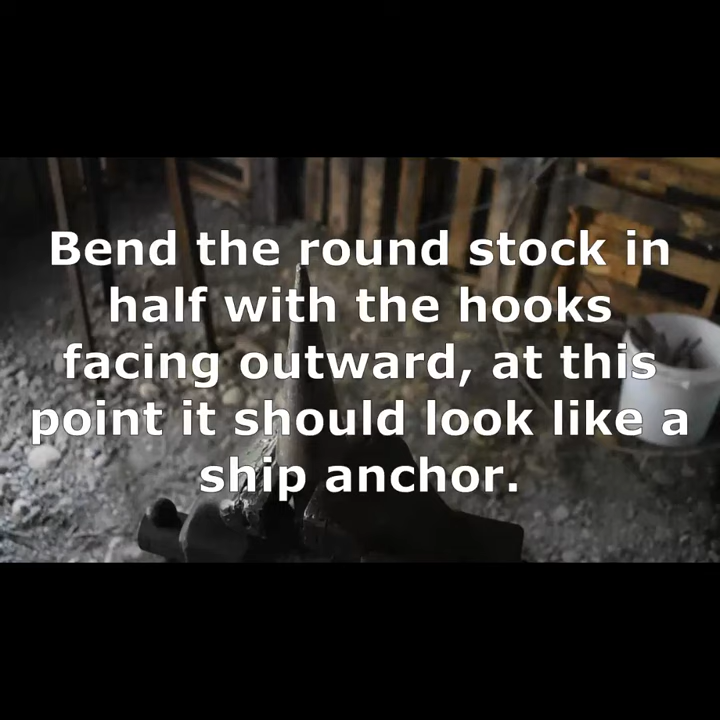 Bend the round stock in
half with the hooks
facing outward, at this
point it should look like a
ship anchor.